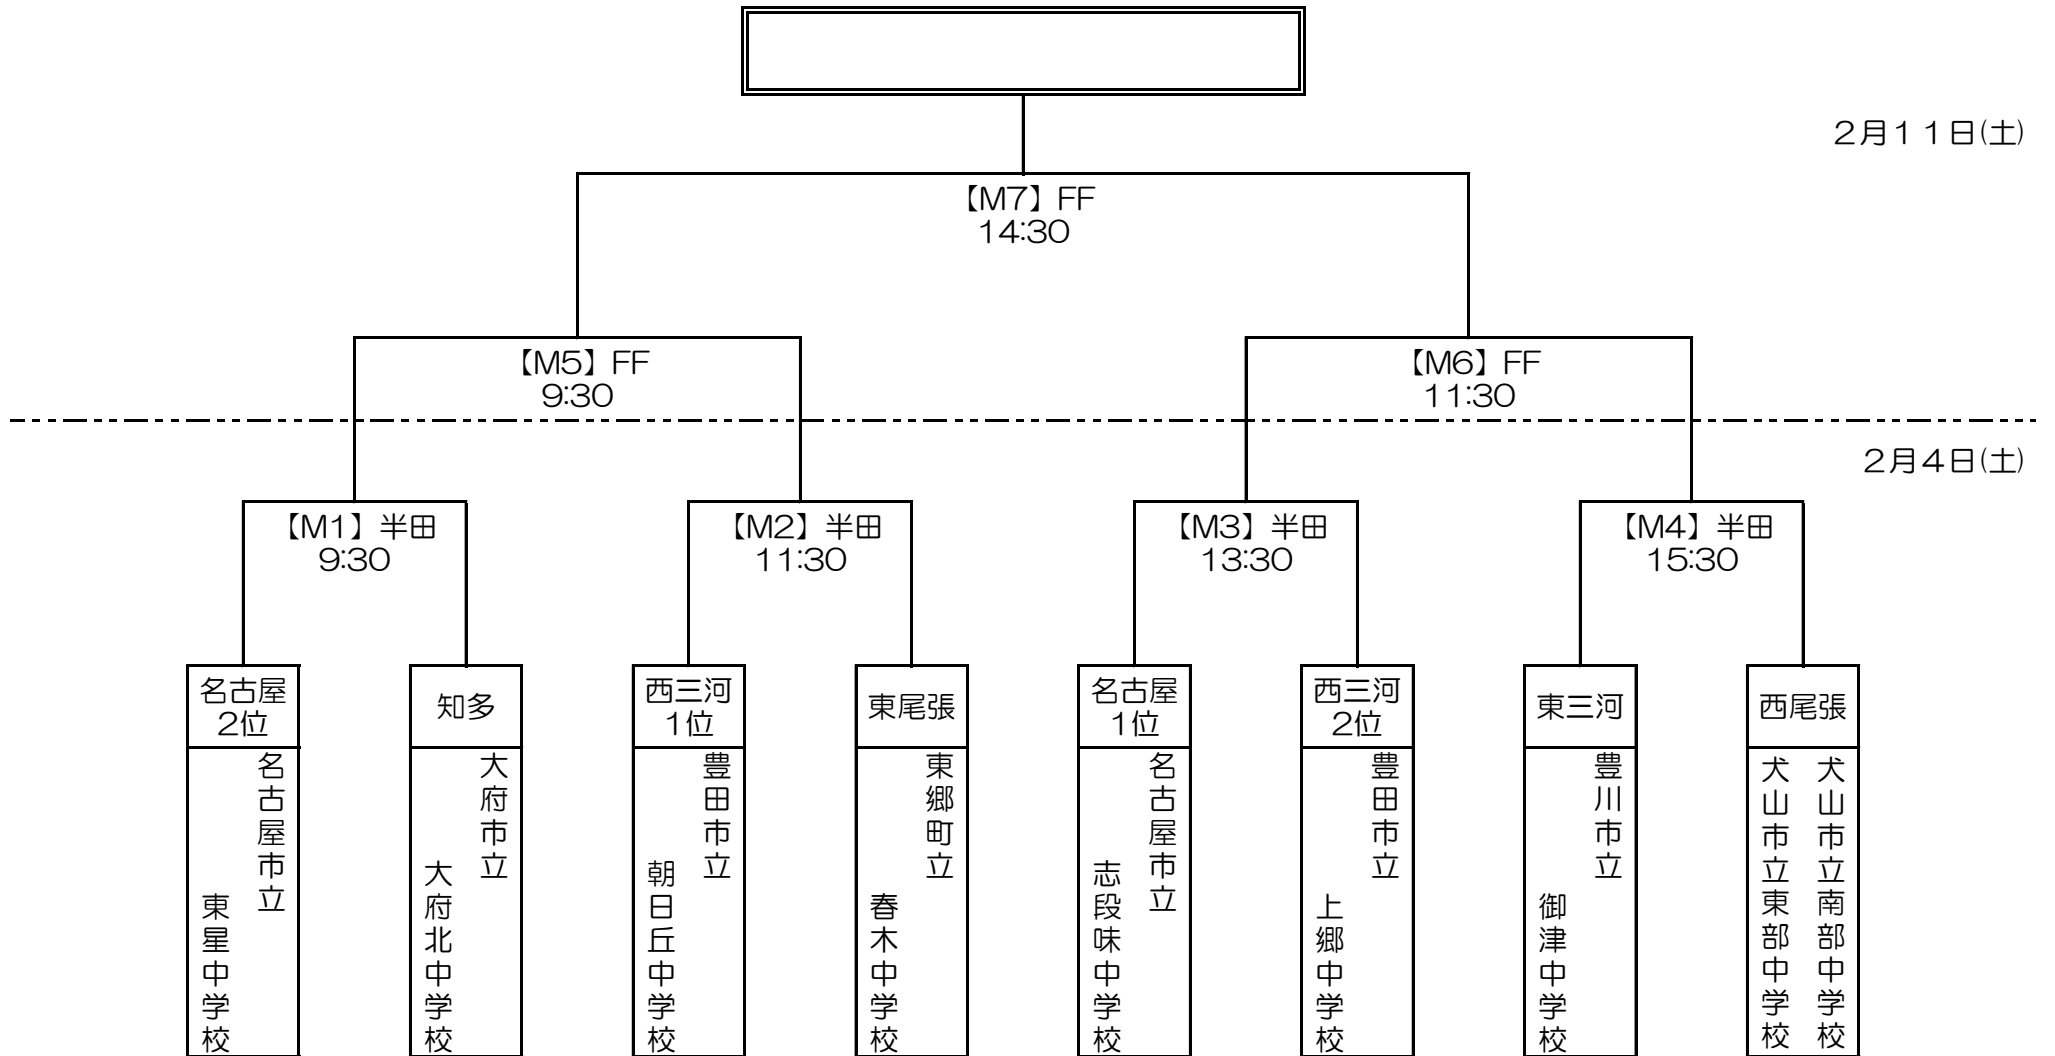 ２月１１日(土)
【M7】FF
14:30
【M5】FF
9:30
【M6】FF
11:30
２月４日(土)
【M1】半田
9:30
【M2】半田
11:30
【M3】半田
13:30
【M4】半田
15:30
名古屋
2位
知多
西三河
1位
東尾張
名古屋
1位
西三河
2位
東三河
西尾張
名古屋市立
東星中学校
大府市立
大府北中学校
豊田市立
朝日丘中学校
東郷町立
春木中学校
名古屋市立
志段味中学校
豊田市立
上郷中学校
豊川市立
御津中学校
犬山市立南部中学校
犬山市立東部中学校